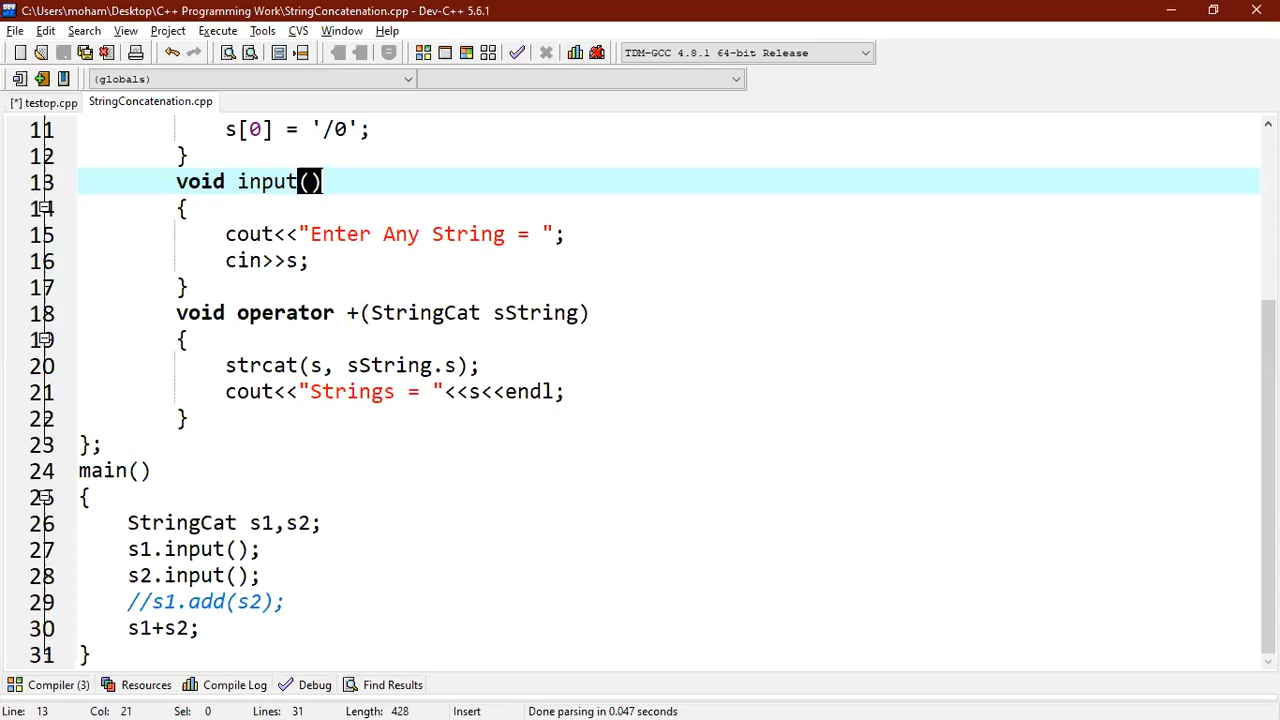 C:\Users\moham\Desktop\C++ Programming Work\StringConcatenation.cpp - Dev-C++ 5.6.1
File Edit Search View Project Execute Tools CVS Window Help
TDM-GCC 4.8.1 64-bit Release
(globals)
[*] testop.cpp StringConcatenation.cpp
11 s[0] = '/0';
12 }
13 void input()
14 {
15 cout<<"Enter Any String = ";
16 cin>>s;
17 }
18 void operator +(StringCat sString)
19 {
20 strcat(s, sString.s);
21 cout<<"Strings = "<<s<<endl;
22 }
23 };
24 main()
25 {
26 StringCat s1,s2;
27 s1.input();
28 s2.input();
29 //s1.add(s2);
30 s1+s2;
31 }
Compiler (3) Resources Compile Log Debug Find Results
Line: 13 Col: 21 Sel: 0 Lines: 31 Length: 428 Insert Done parsing in 0.047 seconds